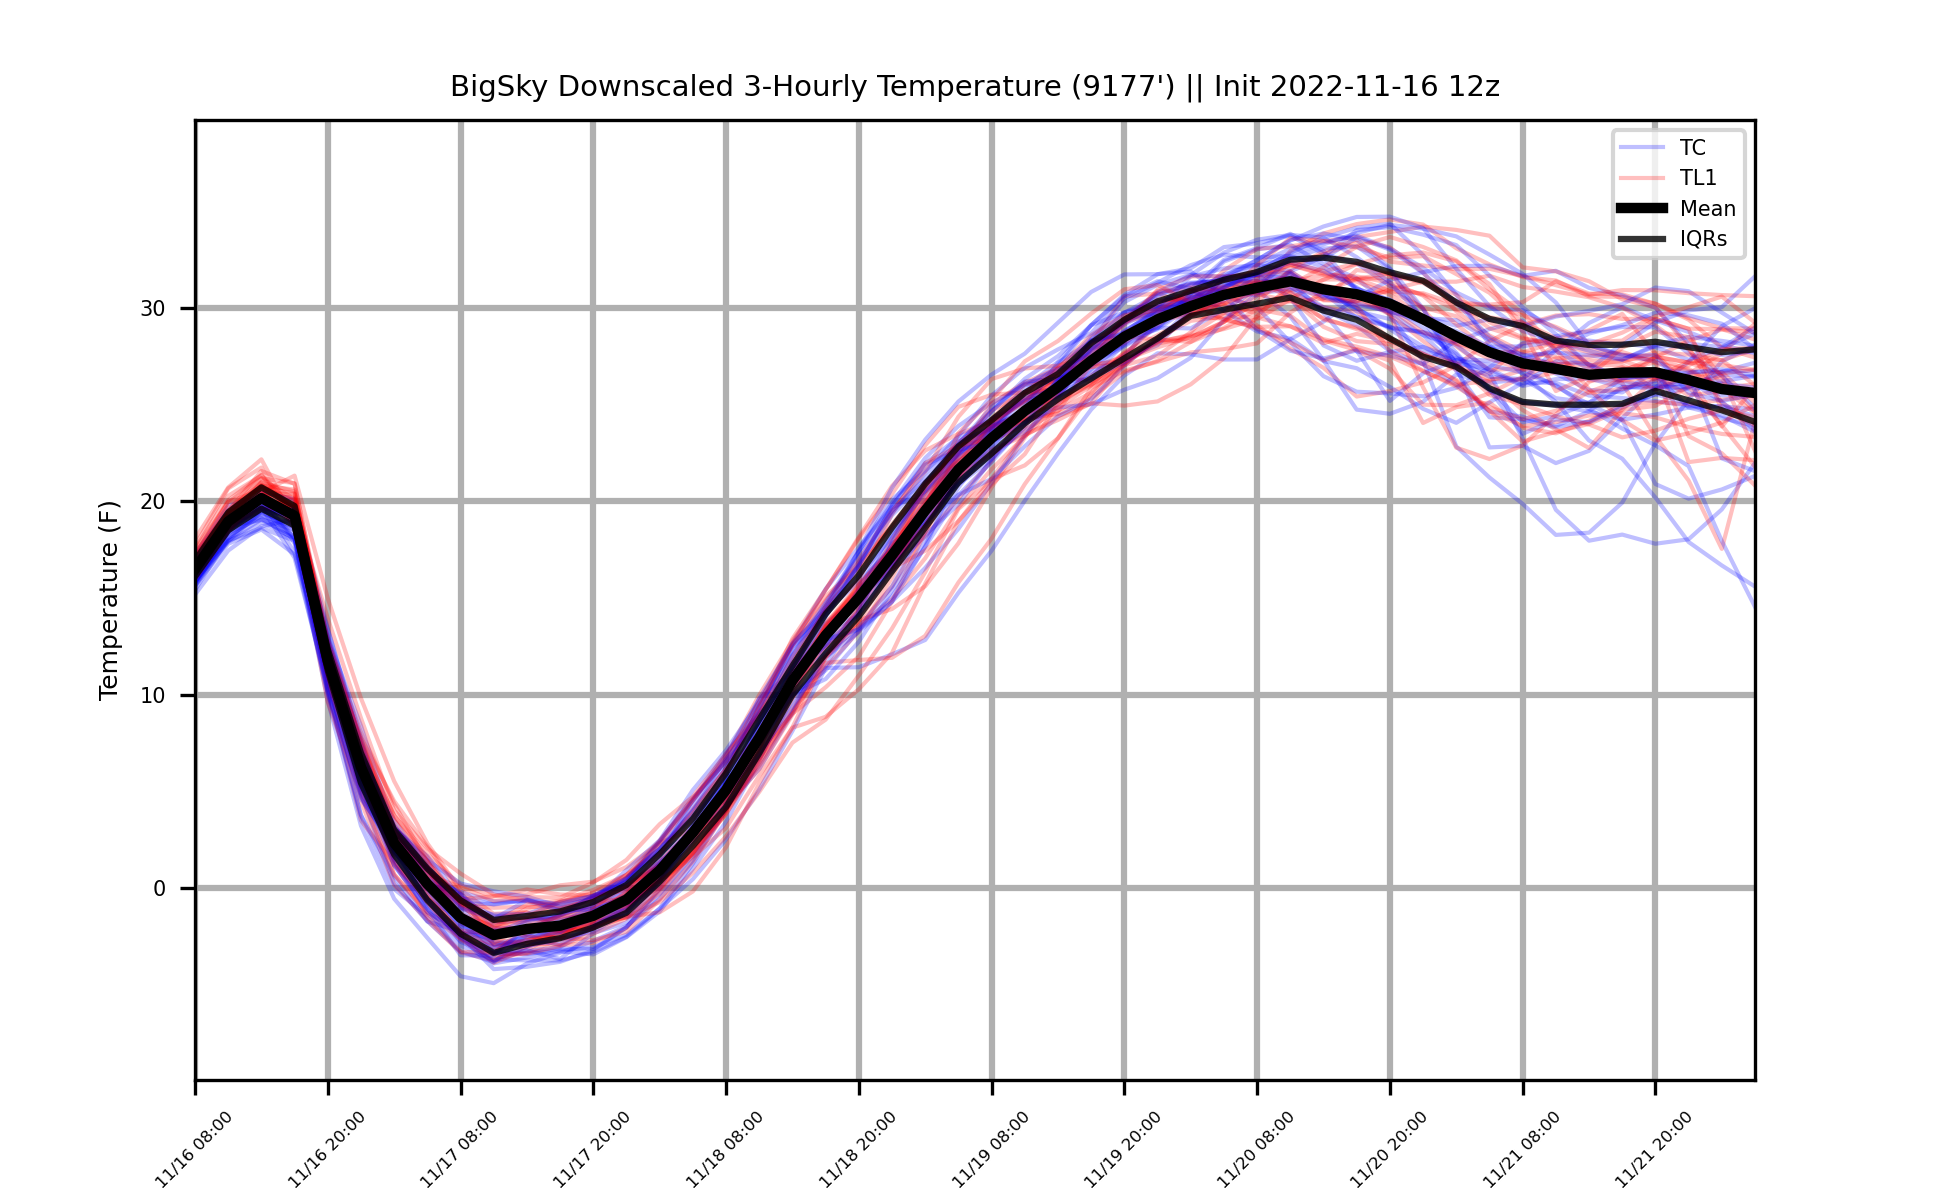 BigSky Downscaled 3-Hourly Temperature (9177') || Init 2022-11-16 12z
TC
TL1
Mean
IQRs
Temperature (F)
30
20
10
0
11/16 08:00
11/16 20:00
11/17 08:00
11/17 20:00
11/18 08:00
11/18 20:00
11/19 08:00
11/19 20:00
11/20 08:00
11/20 20:00
11/21 08:00
11/21 20:00